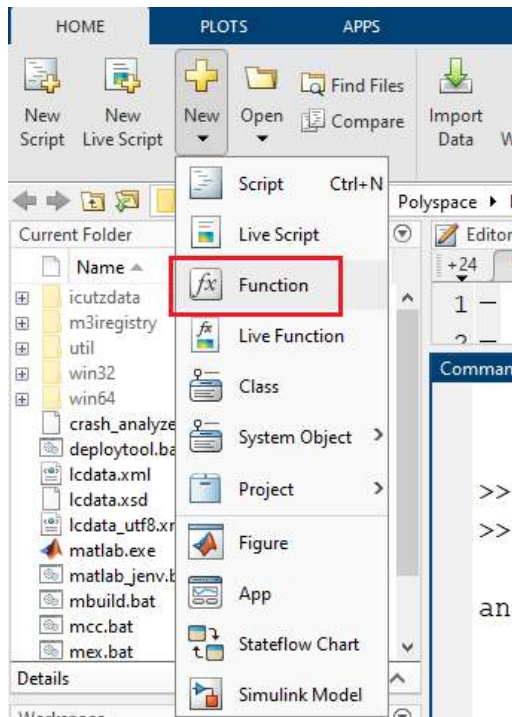 HOME PLOTS APPS
New Script
New Live Script
New
Open
Find Files
Compare
Import Data
W
Script Ctrl+N
Live Script
Function
Live Function
Class
System Object >
Project >
Figure
App
Stateflow Chart
Simulink Model
Polyspace
Current Folder
Name
icutzdata
m3iregistry
util
win32
win64
crash_analyze
deploytool.ba
lcdata.xml
lcdata.xsd
lcdata_utf8.xr
matlab.exe
matlab_jenv.b
mbuild.bat
mcc.bat
mex.bat
Details
Workspace
Editor
+24
1 –
2 –
Comman
>>
>>
an